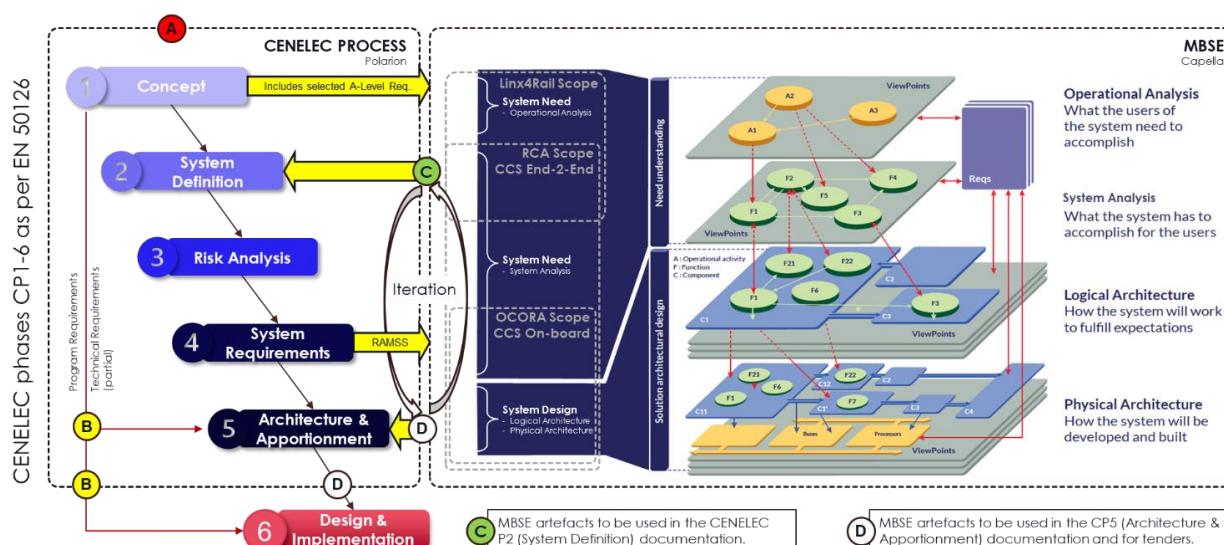 CENELEC phases CP1-6 as per EN 50126
A
CENELEC PROCESS
Polarion
MBSE
Capella
1
Concept
Includes selected A-Level Req.
2
System
Definition
C
3
Risk Analysis
Iteration
4
System
Requirements
RAMSS
5
Architecture &
Apportionment
D
B
B
D
6
Design &
Implementation
Program Requirements
Technical Requirements
(partial)
Linx4Rail Scope
System Need
- Operational Analysis
RCA Scope
CCS End-2-End
System Need
- System Analysis
OCORA Scope
CCS On-board
System Design
- Logical Architecture
- Physical Architecture
Need understanding
Solution architectural design
A2
A1
A3
ViewPoints
Reqs
F2
F4
F5
F1
F3
ViewPoints
A : Operational activity
F : Function
C : Component
F21
F22
F1
F6
C2
F3
C1
C3
ViewPoints
F21
F22
F6
F1
C12
C2
F7
C11
C1'
C3
C4
Buses
Processors
ViewPoints
Operational Analysis
What the users of
the system need to
accomplish
System Analysis
What the system has to
accomplish for the users
Logical Architecture
How the system will work
to fulfill expectations
Physical Architecture
How the system will be
developed and built
C
MBSE artefacts to be used in the CENELEC
P2 (System Definition) documentation.
D
MBSE artefacts to be used in the CP5 (Architecture &
Apportionment) documentation and for tenders.